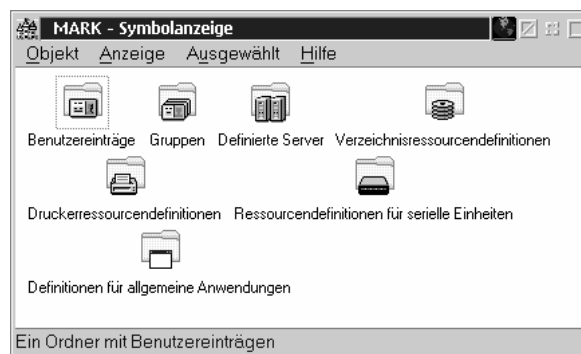 MARK - Symbolanzeige
Objekt Anzeige Ausgewählt Hilfe
Benutzereinträge Gruppen Definierte Server Verzeichnisressourcendefinitionen
Druckerressourcendefinitionen Ressourcendefinitionen für serielle Einheiten
Definitionen für allgemeine Anwendungen
Ein Ordner mit Benutzereinträgen